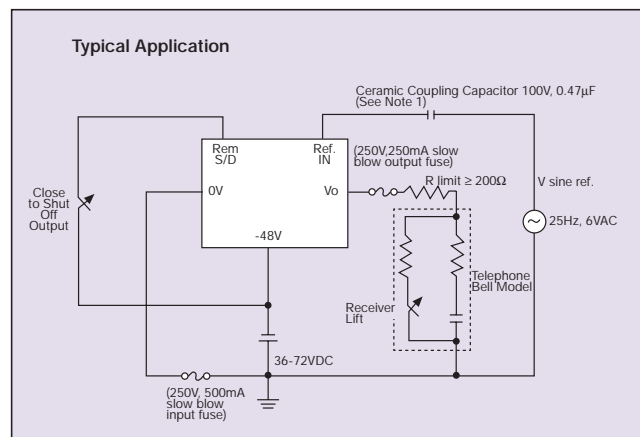 Typical Application
Ceramic Coupling Capacitor 100V, 0.47µF
(See Note 1)
Rem
S/D
Ref.
IN
(250V,250mA slow
blow output fuse)
R limit ≥ 200Ω
V sine ref.
Close
to Shut
Off
Output
0V
Vo
25Hz, 6VAC
-48V
Telephone
Bell Model
Receiver
Lift
36-72VDC
(250V, 500mA
slow blow
input fuse)